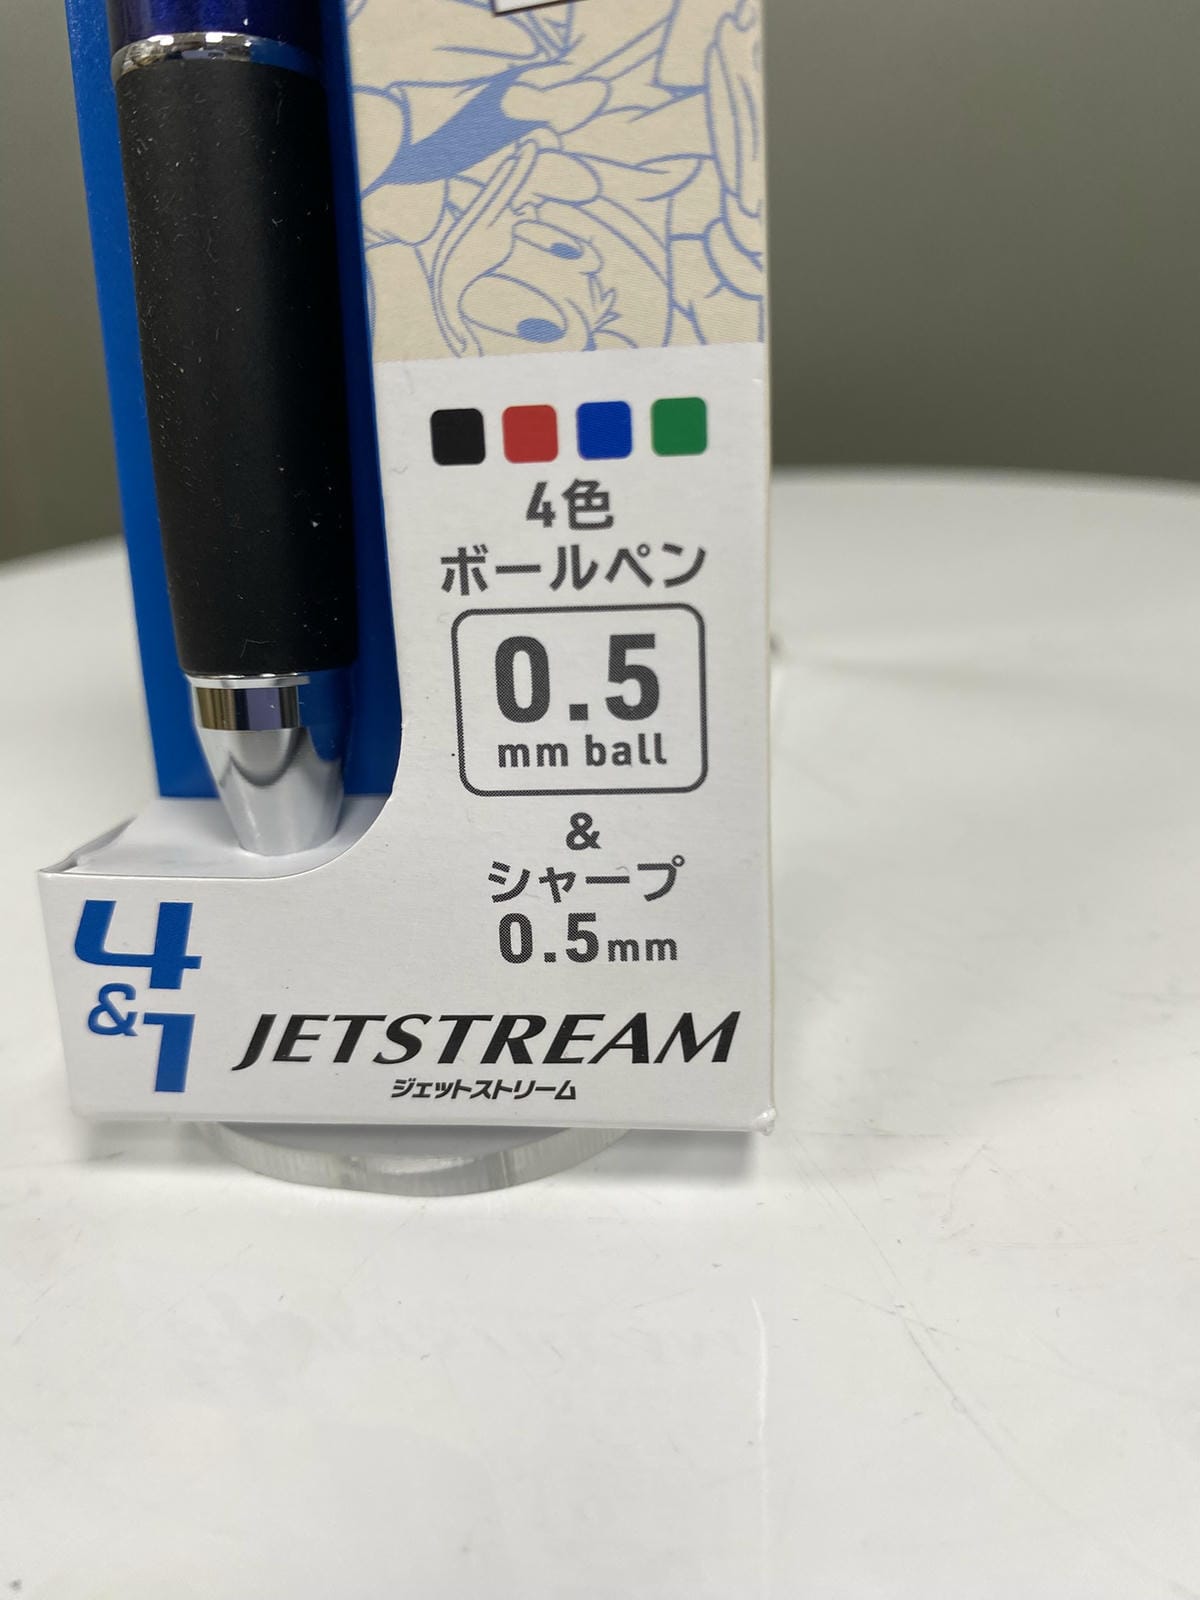 4色
ボールペン
0.5
mm ball
&
シャープ
0.5mm
4
&1
JETSTREAM
ジェットストリーム